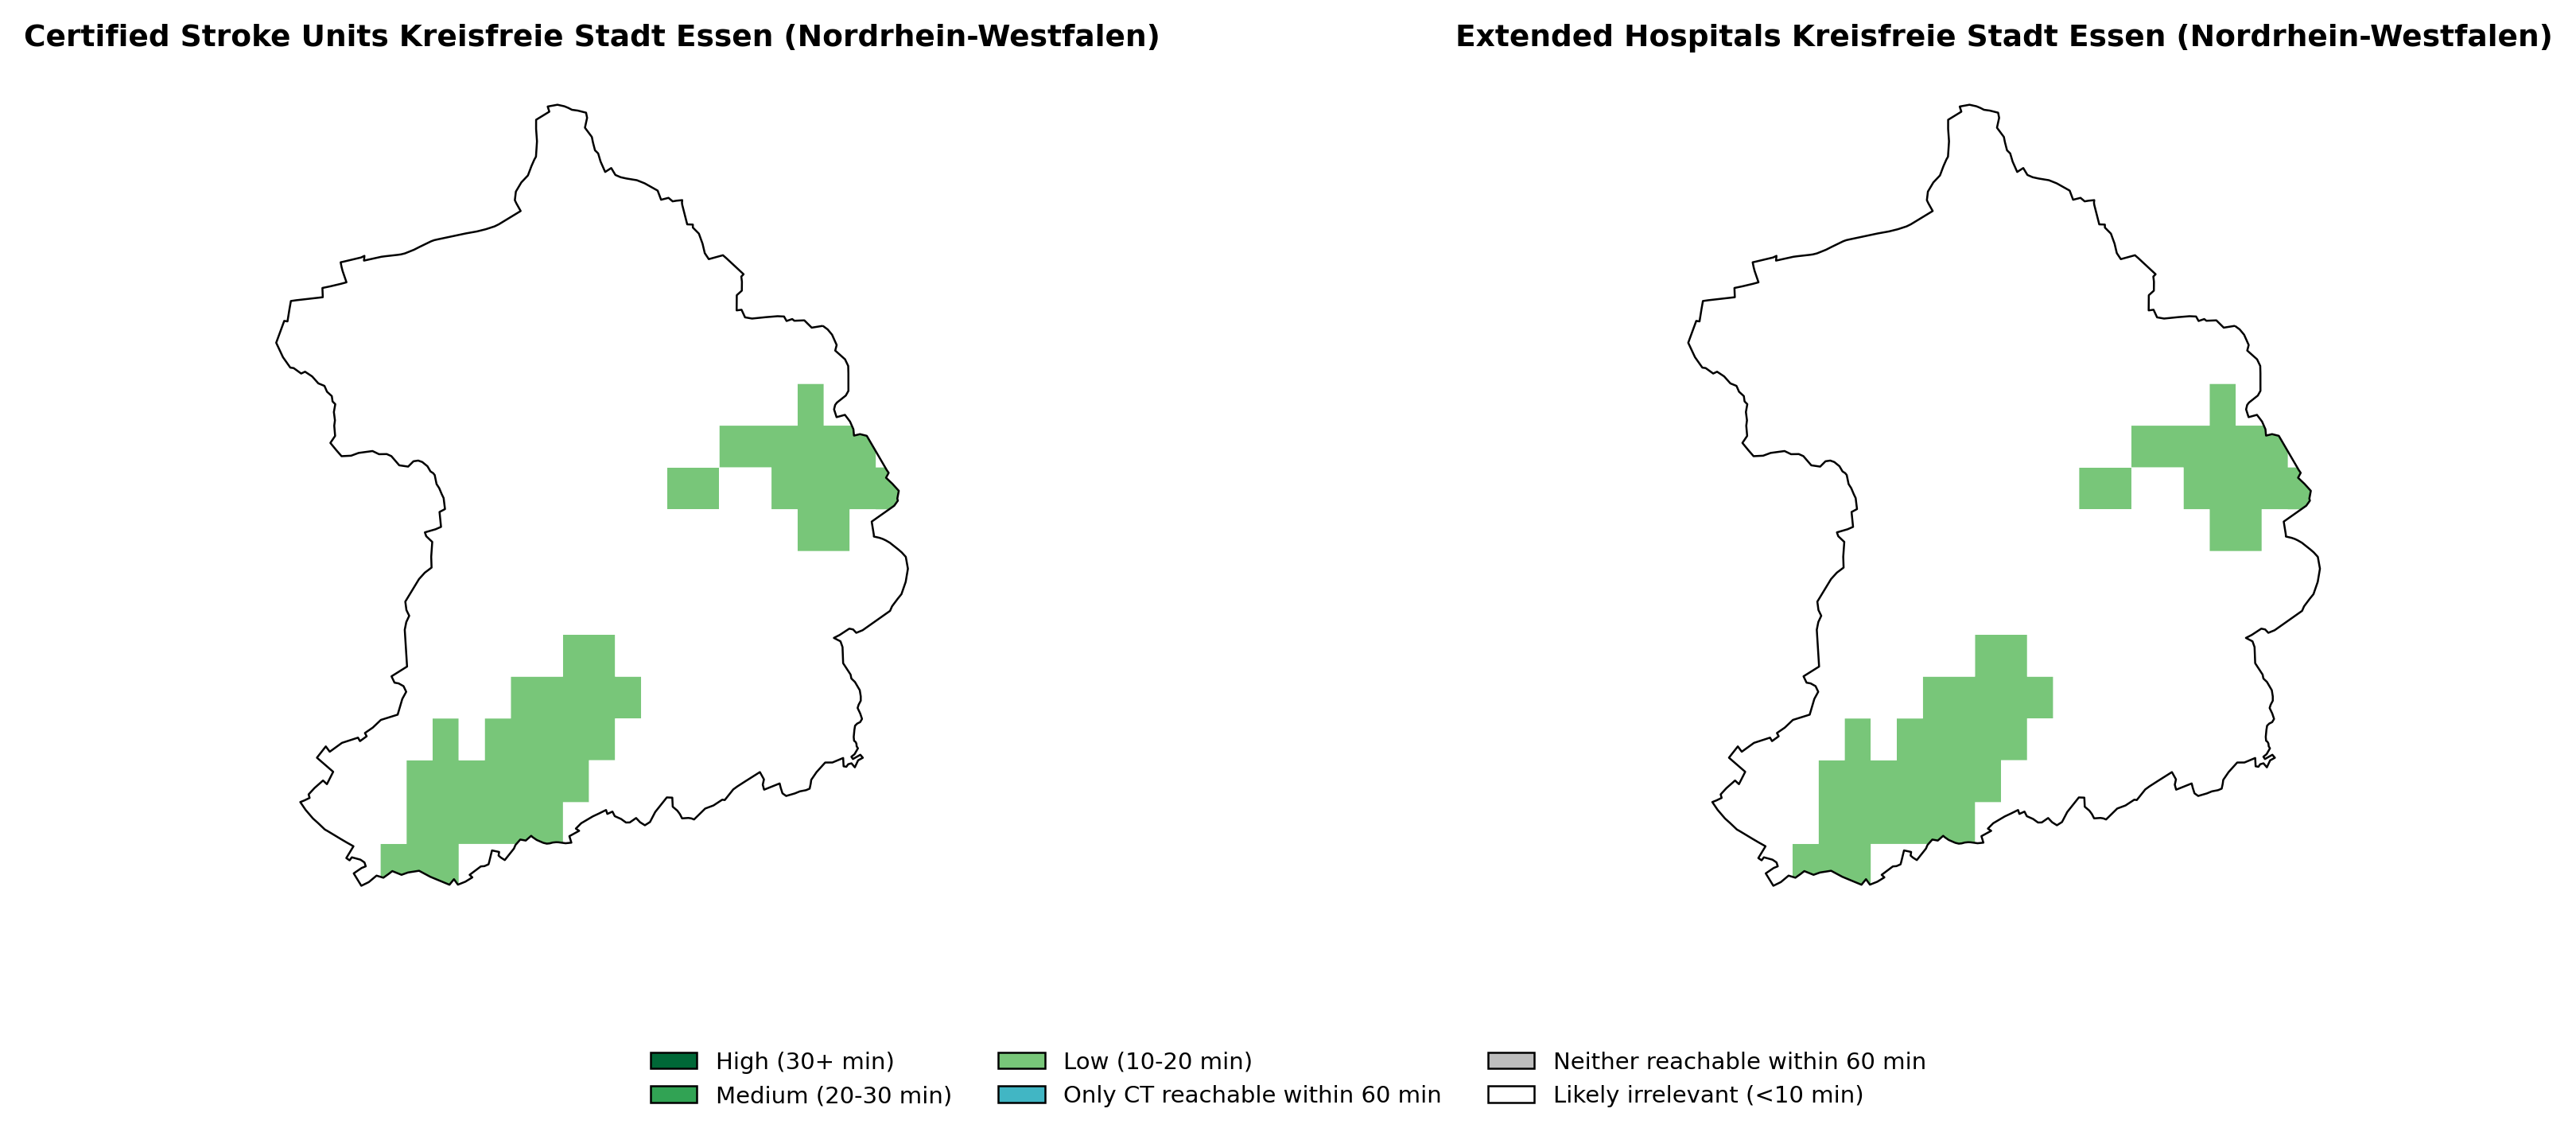 Certified Stroke Units Kreisfreie Stadt Essen (Nordrhein-Westfalen)
Extended Hospitals Kreisfreie Stadt Essen (Nordrhein-Westfalen)
High (30+ min)
Medium (20-30 min)
Low (10-20 min)
Only CT reachable within 60 min
Neither reachable within 60 min
Likely irrelevant (<10 min)